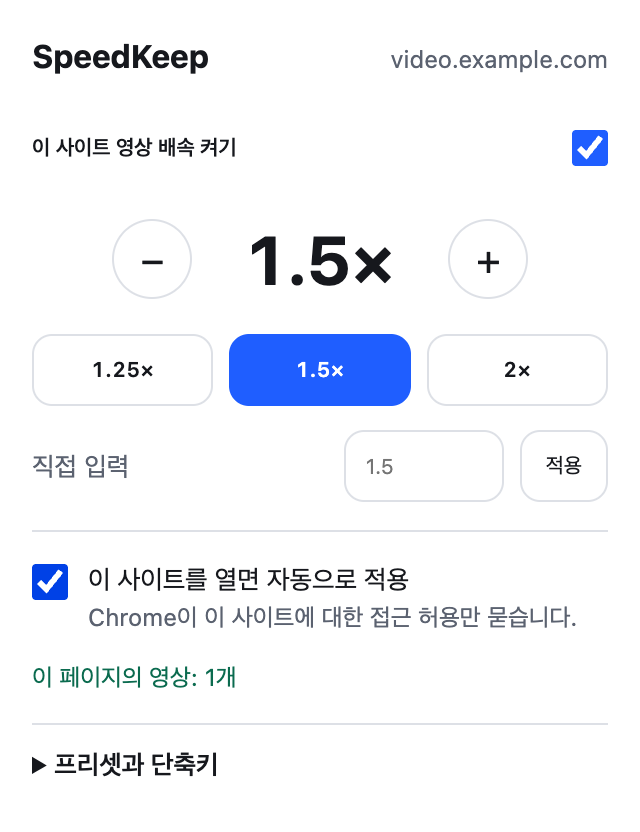 SpeedKeep video.example.com
이 사이트 영상 배속 켜기
− 1.5× +
1.25× 1.5× 2×
직접 입력 1.5 적용
이 사이트를 열면 자동으로 적용
Chrome이 이 사이트에 대한 접근 허용만 묻습니다.
이 페이지의 영상: 1개
▶ 프리셋과 단축키